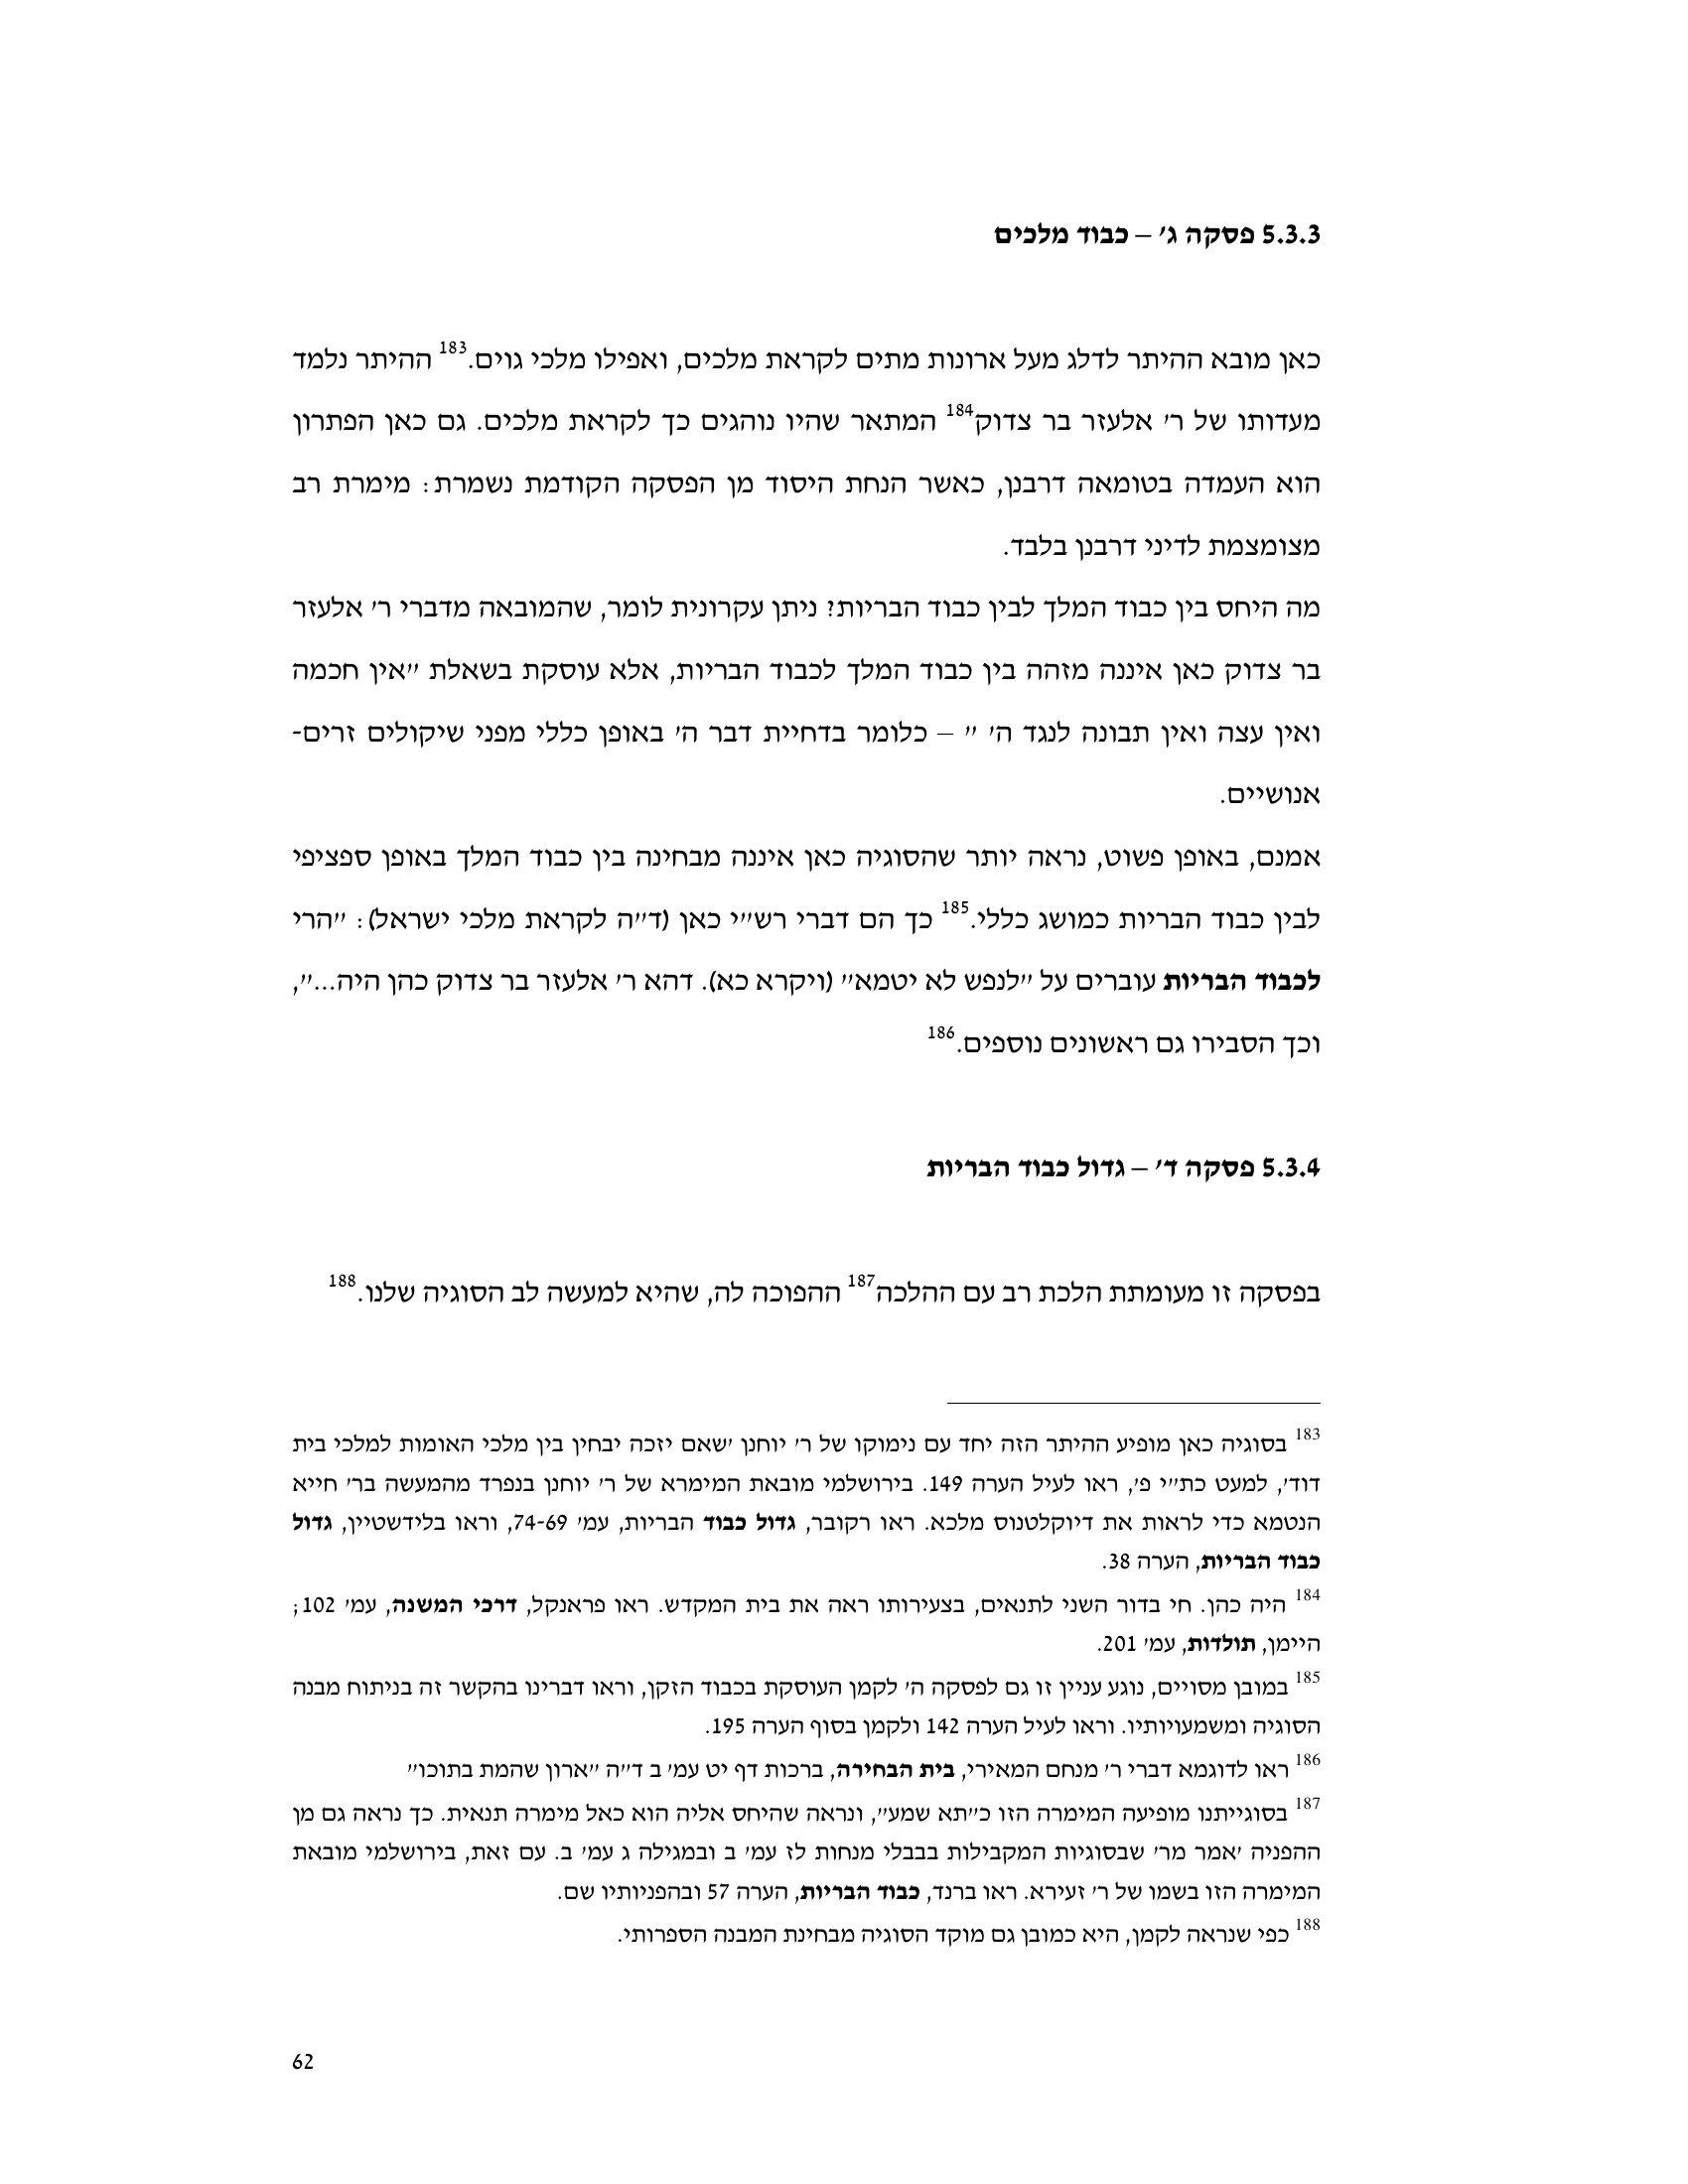 5.3.3 פסקה ג' – כבוד מלכים
כאן מובא ההיתר לדלג מעל ארונות מתים לקראת מלכים, ואפילו מלכי גוים.183 ההיתר נלמד
מעדותו של ר' אלעזר בר צדוק184 המתאר שהיו נוהגים כך לקראת מלכים. גם כאן הפתרון
הוא העמדה בטומאה דרבנן, כאשר הנחת היסוד מן הפסקה הקודמת נשמרת: מימרת רב
מצומצמת לדיני דרבנן בלבד.
מה היחס בין כבוד המלך לבין כבוד הבריות? ניתן עקרונית לומר, שהמובאה מדברי ר' אלעזר
בר צדוק כאן איננה מזהה בין כבוד המלך לכבוד הבריות, אלא עוסקת בשאלת "אין חכמה
ואין עצה ואין תבונה לנגד ה' " – כלומר בדחיית דבר ה' באופן כללי מפני שיקולים זרים-
אנושיים.
אמנם, באופן פשוט, נראה יותר שהסוגיה כאן איננה מבחינה בין כבוד המלך באופן ספציפי
לבין כבוד הבריות כמושג כללי.185 כך הם דברי רש"י כאן (ד"ה לקראת מלכי ישראל): "הרי
לכבוד הבריות עוברים על "לנפש לא יטמא" (ויקרא כא). דהא ר' אלעזר בר צדוק כהן היה...",
וכך הסבירו גם ראשונים נוספים.186
5.3.4 פסקה ד' – גדול כבוד הבריות
בפסקה זו מעומתת הלכת רב עם ההלכה187 ההפוכה לה, שהיא למעשה לב הסוגיה שלנו.188
183 בסוגיה כאן מופיע ההיתר הזה יחד עם נימוקו של ר' יוחנן 'שאם יזכה יבחין בין מלכי האומות למלכי בית
דוד', למעט כת"י פ', ראו לעיל הערה 149. בירושלמי מובאת המימרא של ר' יוחנן בנפרד מהמעשה בר' חייא
הנטמא כדי לראות את דיוקלטנוס מלכא. ראו רקובר, גדול כבוד הבריות, עמ' 74-69, וראו בלידשטיין, גדול
כבוד הבריות, הערה 38.
184 היה כהן. חי בדור השני לתנאים, בצעירותו ראה את בית המקדש. ראו פראנקל, דרכי המשנה, עמ' 102;
היימן, תולדות, עמ' 201.
185 במובן מסויים, נוגע עניין זו גם לפסקה ה' לקמן העוסקת בכבוד הזקן, וראו דברינו בהקשר זה בניתוח מבנה
הסוגיה ומשמעויותיו. וראו לעיל הערה 142 ולקמן בסוף הערה 195.
186 ראו לדוגמא דברי ר' מנחם המאירי, בית הבחירה, ברכות דף יט עמ' ב ד"ה "ארון שהמת בתוכו"
187 בסוגייתנו מופיעה המימרה הזו כ"תא שמע", ונראה שהיחס אליה הוא כאל מימרה תנאית. כך נראה גם מן
ההפניה 'אמר מר' שבסוגיות המקבילות בבבלי מנחות לז עמ' ב ובמגילה ג עמ' ב. עם זאת, בירושלמי מובאת
המימרה הזו בשמו של ר' זעירא. ראו ברנד, כבוד הבריות, הערה 57 ובהפניותיו שם.
188 כפי שנראה לקמן, היא כמובן גם מוקד הסוגיה מבחינת המבנה הספרותי.
62